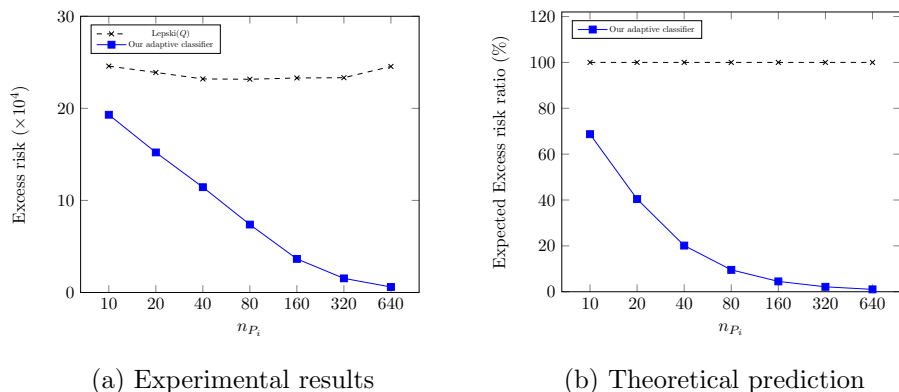 30
20
10
0
Excess risk (×10⁴)
Lepski(Q)
Our adaptive classifier
10 20 40 80 160 320 640
n_{P_i}
(a) Experimental results
120
100
80
60
40
20
0
Expected Excess risk ratio (%)
Our adaptive classifier
10 20 40 80 160 320 640
n_{P_i}
(b) Theoretical prediction